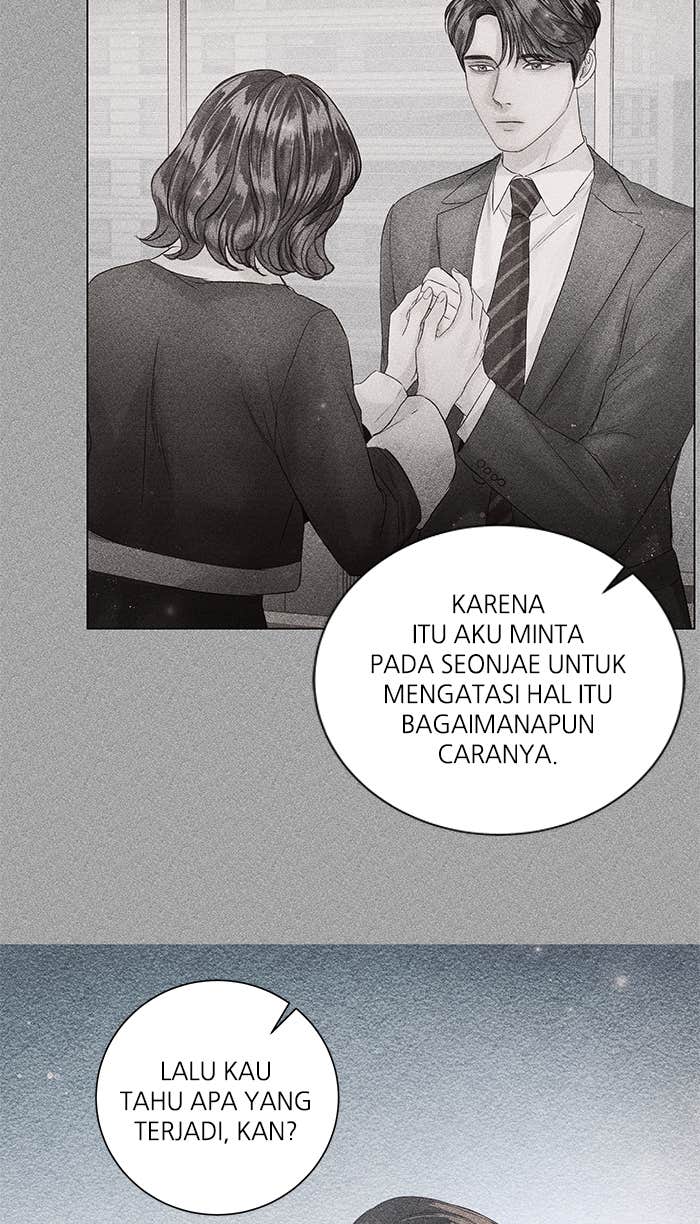 KARENA
ITU AKU MINTA
PADA SEONJAE UNTUK
MENGATASI HAL ITU
BAGAIMANAPUN
CARANYA.
LALU KAU
TAHU APA YANG
TERJADI, KAN?